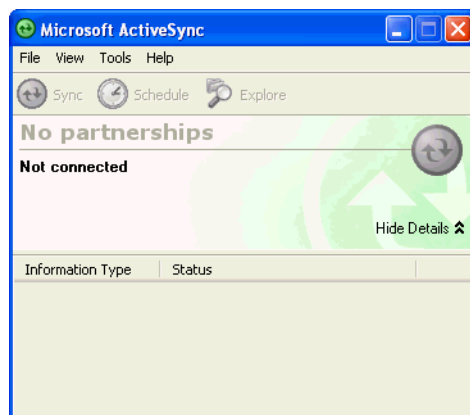 Microsoft ActiveSync
File View Tools Help
Sync Schedule Explore
No partnerships
Not connected
Hide Details
Information Type Status